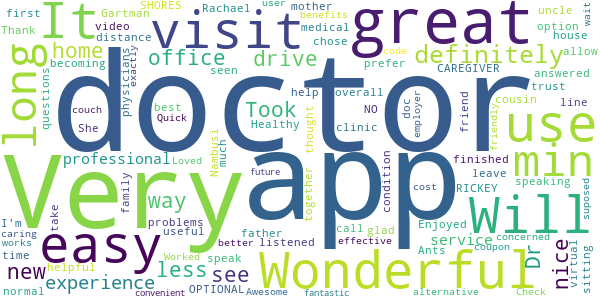 doctor
app
Very
great
visit
It
easy
Wonderful
Will
use
min
long
definitely
drive
office
home
Took
way
professional
experience
less
see
new
nice
Dr
service
SHORES
Gartman
Rachael
user
mother
uncle
first
video
Thank
distance
benefits
medical
option
wait
becoming
exactly
chose
house
prefer
allow
questions
physicians
seen
help
overall
CAREGIVER
answered
couch
best
NO
doc
employer
friend
cousin
trust
She
Quick
Healthy
clinic
line
code
friendly
Nambusi
much
thought
together
condition
finished
leave
Loved
future
cost
RICKEY
speaking
supposed
family
take
problems
useful
father
listened
call
glad
Enjoyed
I'm
caring
works
time
better
effective
Ants
coupon
concerned
virtual
sitting
helpful
Worked
speak
normal
convenient
OPTIONAL
Awesome
fantastic
alternative
Check